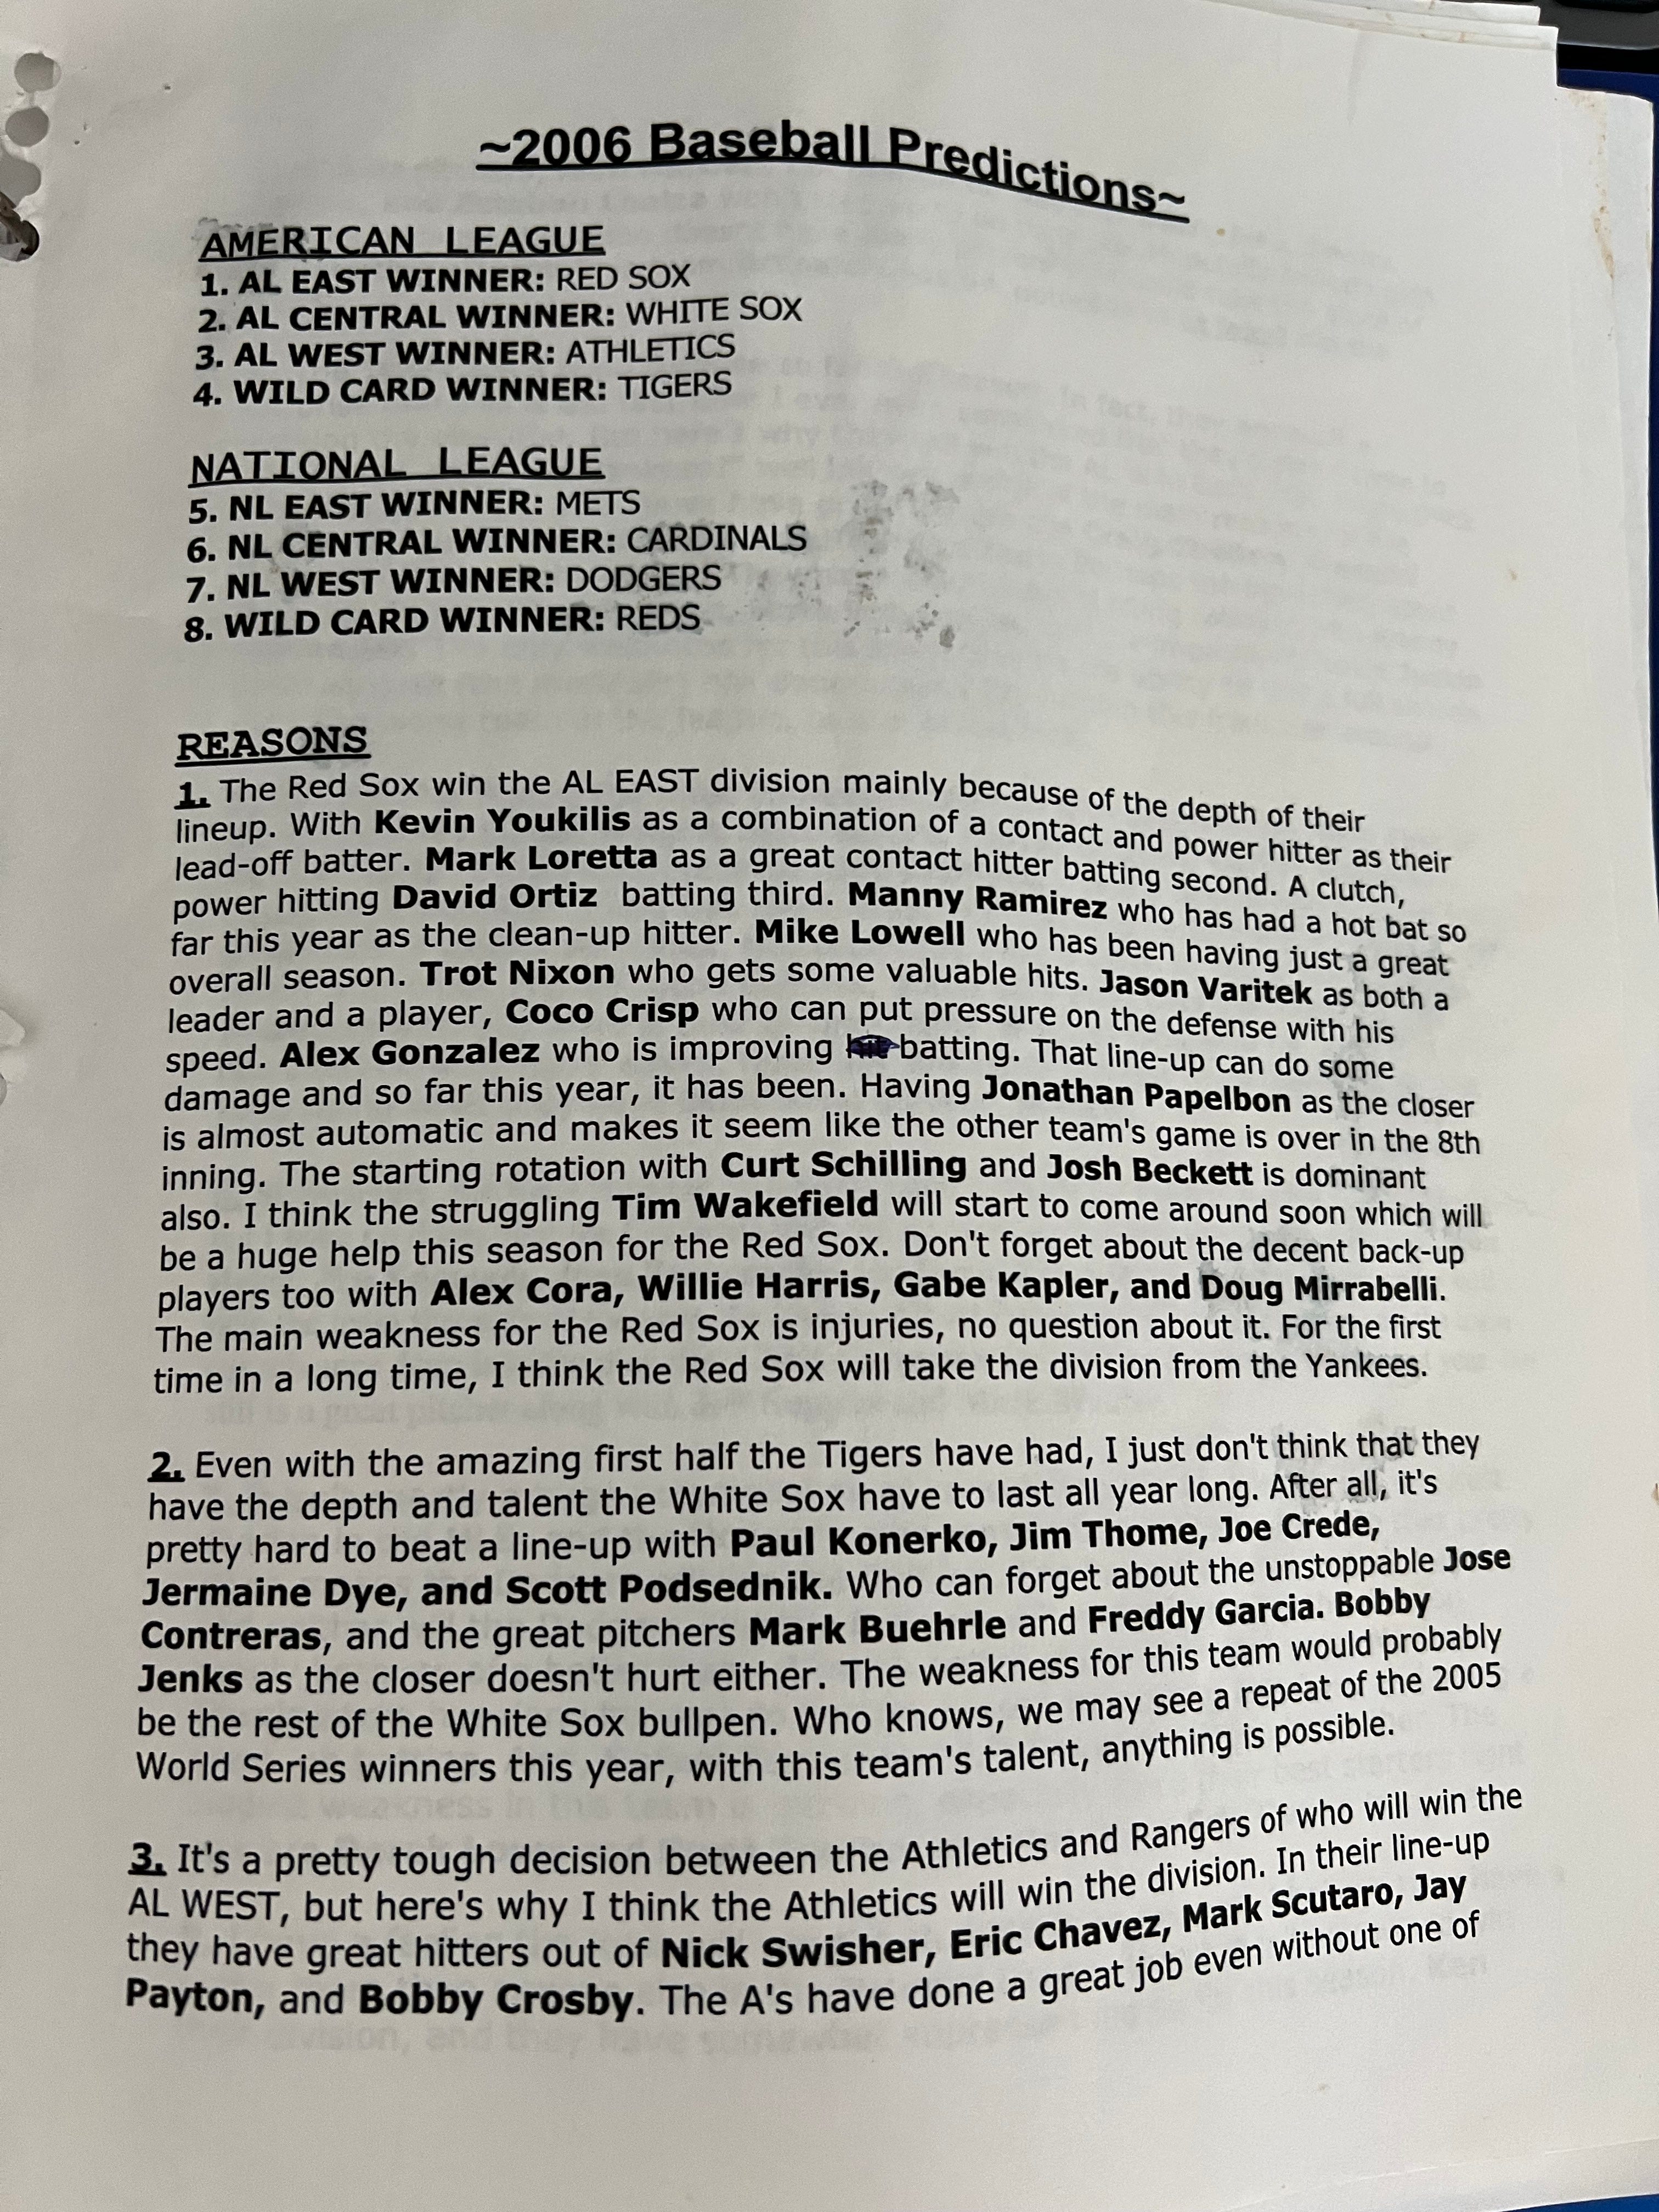 ~2006 Baseball Predictions~
AMERICAN LEAGUE
1. AL EAST WINNER: RED SOX
2. AL CENTRAL WINNER: WHITE SOX
3. AL WEST WINNER: ATHLETICS
4. WILD CARD WINNER: TIGERS
NATIONAL LEAGUE
5. NL EAST WINNER: METS
6. NL CENTRAL WINNER: CARDINALS
7. NL WEST WINNER: DODGERS
8. WILD CARD WINNER: REDS
REASONS
1. The Red Sox win the AL EAST division mainly because of the depth of their
lineup. With Kevin Youkilis as a combination of a contact and power hitter as their
lead-off batter. Mark Loretta as a great contact hitter batting second. A clutch,
power hitting David Ortiz batting third. Manny Ramirez who has had a hot bat so
far this year as the clean-up hitter. Mike Lowell who has been having just a great
overall season. Trot Nixon who gets some valuable hits. Jason Varitek as both a
leader and a player, Coco Crisp who can put pressure on the defense with his
speed. Alex Gonzalez who is improving batting. That line-up can do some
damage and so far this year, it has been. Having Jonathan Papelbon as the closer
is almost automatic and makes it seem like the other team's game is over in the 8th
inning. The starting rotation with Curt Schilling and Josh Beckett is dominant
also. I think the struggling Tim Wakefield will start to come around soon which will
be a huge help this season for the Red Sox. Don't forget about the decent back-up
players too with Alex Cora, Willie Harris, Gabe Kapler, and Doug Mirrabelli.
The main weakness for the Red Sox is injuries, no question about it. For the first
time in a long time, I think the Red Sox will take the division from the Yankees.
2. Even with the amazing first half the Tigers have had, I just don't think that they
have the depth and talent the White Sox have to last all year long. After all, it's
pretty hard to beat a line-up with Paul Konerko, Jim Thome, Joe Crede,
Jermaine Dye, and Scott Podsednik. Who can forget about the unstoppable Jose
Contreras, and the great pitchers Mark Buehrle and Freddy Garcia. Bobby
Jenks as the closer doesn't hurt either. The weakness for this team would probably
be the rest of the White Sox bullpen. Who knows, we may see a repeat of the 2005
World Series winners this year, with this team's talent, anything is possible.
3. It's a pretty tough decision between the Athletics and Rangers of who will win the
AL WEST, but here's why I think the Athletics will win the division. In their line-up
they have great hitters out of Nick Swisher, Eric Chavez, Mark Scutaro, Jay
Payton, and Bobby Crosby. The A's have done a great job even without one of